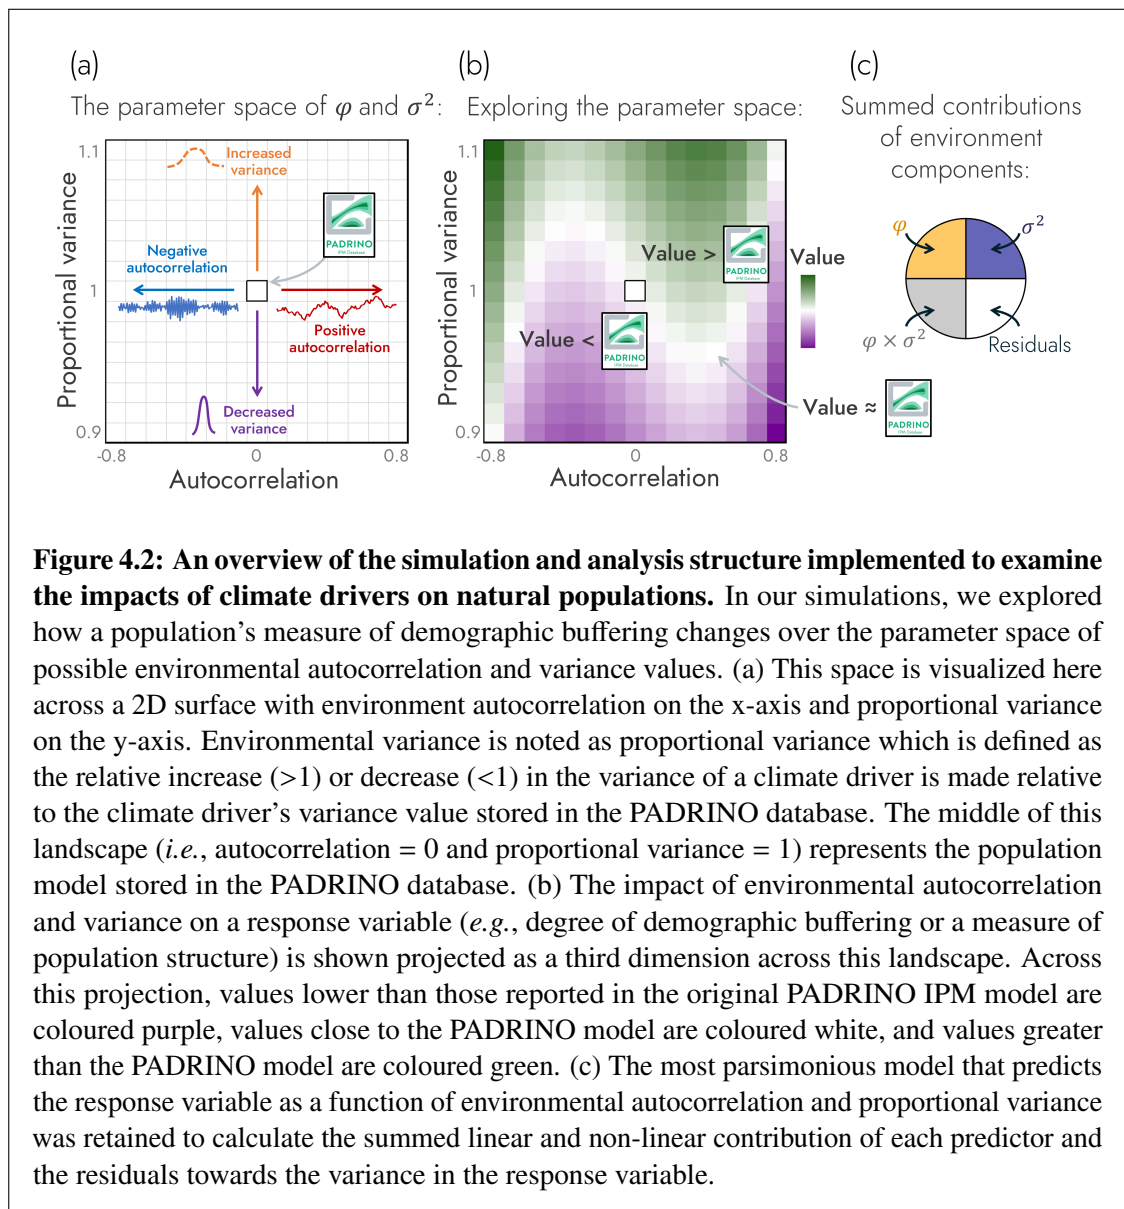 (a)
The parameter space of φ and σ²:
1.1
1
0.9
Proportional variance
Increased
variance
PADRINO
IPM Database
Negative
autocorrelation
Positive
autocorrelation
Decreased
variance
-0.8
0
0.8
Autocorrelation
(b)
Exploring the parameter space:
1.1
1
0.9
Proportional variance
Value >
PADRINO
IPM Database
Value
Value <
PADRINO
IPM Database
Value ≈
PADRINO
IPM Database
-0.8
0
0.8
Autocorrelation
(c)
Summed contributions
of environment
components:
φ
σ²
φ × σ²
Residuals
Figure 4.2: An overview of the simulation and analysis structure implemented to examine
the impacts of climate drivers on natural populations. In our simulations, we explored
how a population's measure of demographic buffering changes over the parameter space of
possible environmental autocorrelation and variance values. (a) This space is visualized here
across a 2D surface with environment autocorrelation on the x-axis and proportional variance
on the y-axis. Environmental variance is noted as proportional variance which is defined as
the relative increase (>1) or decrease (<1) in the variance of a climate driver is made relative
to the climate driver's variance value stored in the PADRINO database. The middle of this
landscape (i.e., autocorrelation = 0 and proportional variance = 1) represents the population
model stored in the PADRINO database. (b) The impact of environmental autocorrelation
and variance on a response variable (e.g., degree of demographic buffering or a measure of
population structure) is shown projected as a third dimension across this landscape. Across
this projection, values lower than those reported in the original PADRINO IPM model are
coloured purple, values close to the PADRINO model are coloured white, and values greater
than the PADRINO model are coloured green. (c) The most parsimonious model that predicts
the response variable as a function of environmental autocorrelation and proportional variance
was retained to calculate the summed linear and non-linear contribution of each predictor and
the residuals towards the variance in the response variable.